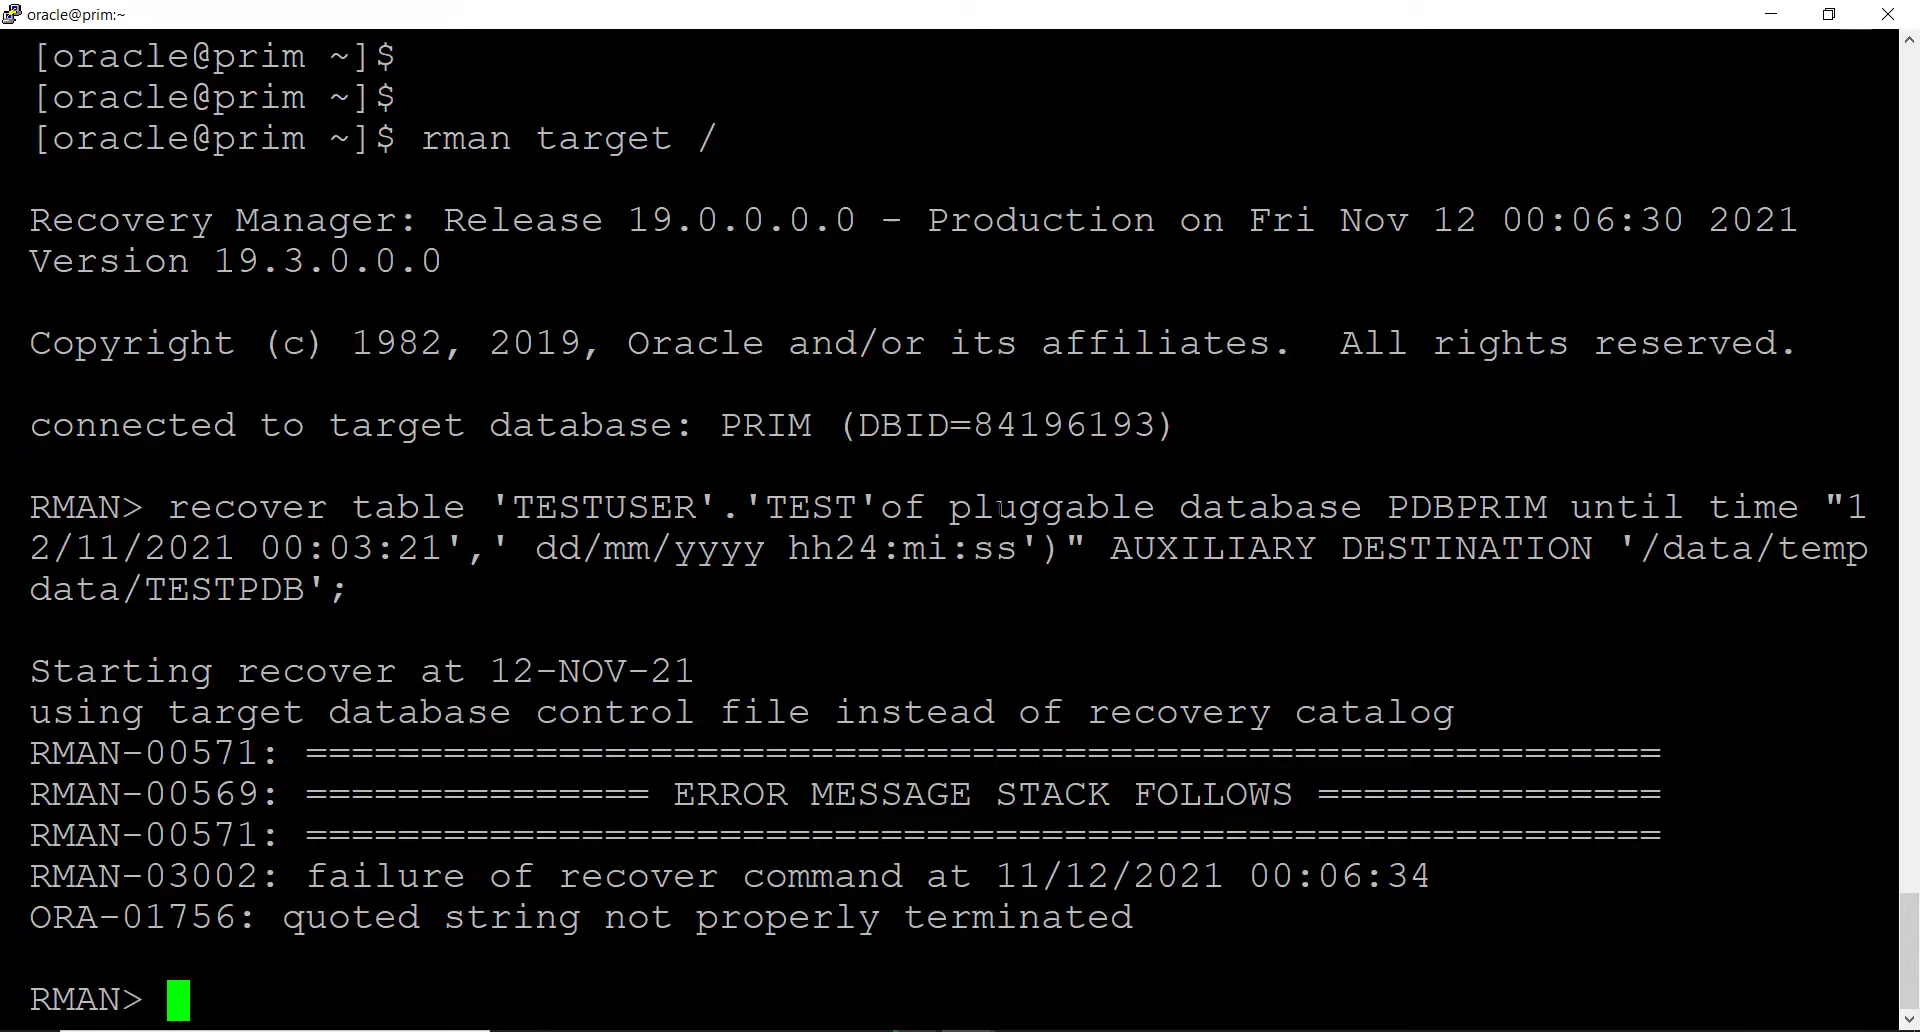 oracle@prim:~
[oracle@prim ~]$
[oracle@prim ~]$
[oracle@prim ~]$ rman target /
Recovery Manager: Release 19.0.0.0.0 - Production on Fri Nov 12 00:06:30 2021
Version 19.3.0.0.0
Copyright (c) 1982, 2019, Oracle and/or its affiliates.  All rights reserved.
connected to target database: PRIM (DBID=84196193)
RMAN> recover table 'TESTUSER'.'TEST'of pluggable database PDBPRIM until time "1
2/11/2021 00:03:21',' dd/mm/yyyy hh24:mi:ss')" AUXILIARY DESTINATION '/data/temp
data/TESTPDB';
Starting recover at 12-NOV-21
using target database control file instead of recovery catalog
RMAN-00571: ===========================================================
RMAN-00569: =============== ERROR MESSAGE STACK FOLLOWS ===============
RMAN-00571: ===========================================================
RMAN-03002: failure of recover command at 11/12/2021 00:06:34
ORA-01756: quoted string not properly terminated
RMAN>